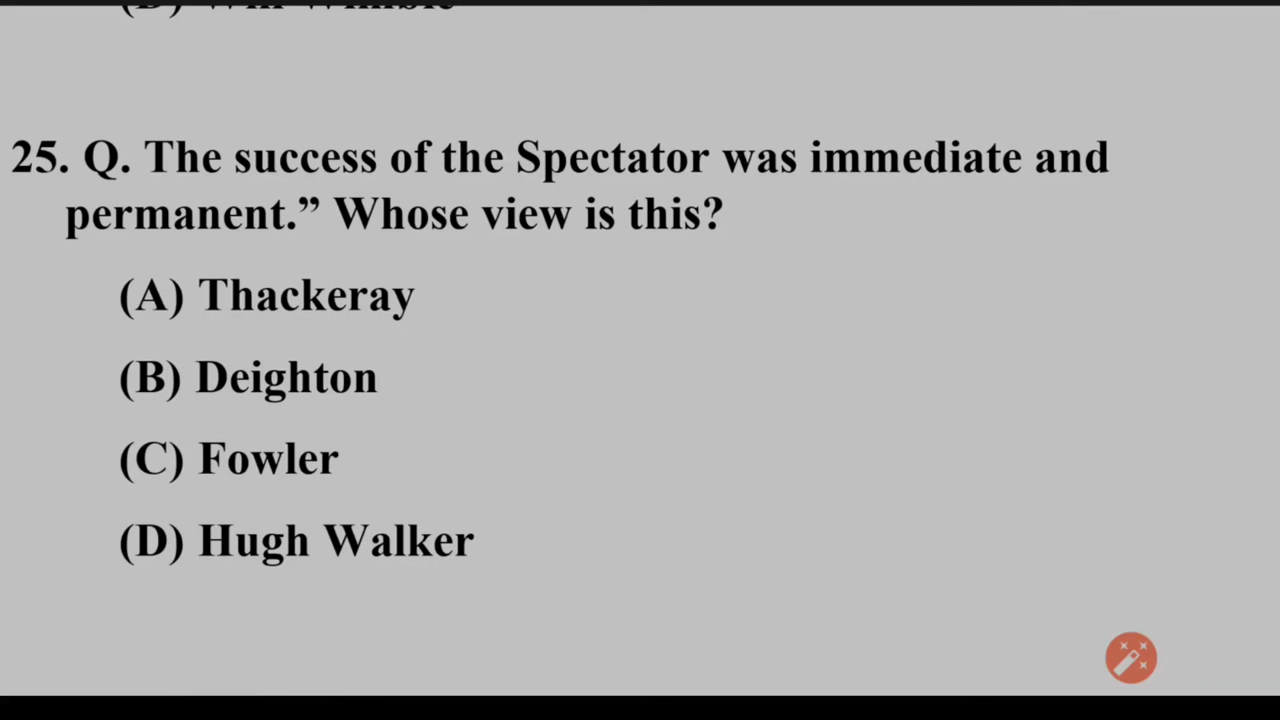 25. Q. The success of the Spectator was immediate and
permanent.” Whose view is this?
(A) Thackeray
(B) Deighton
(C) Fowler
(D) Hugh Walker